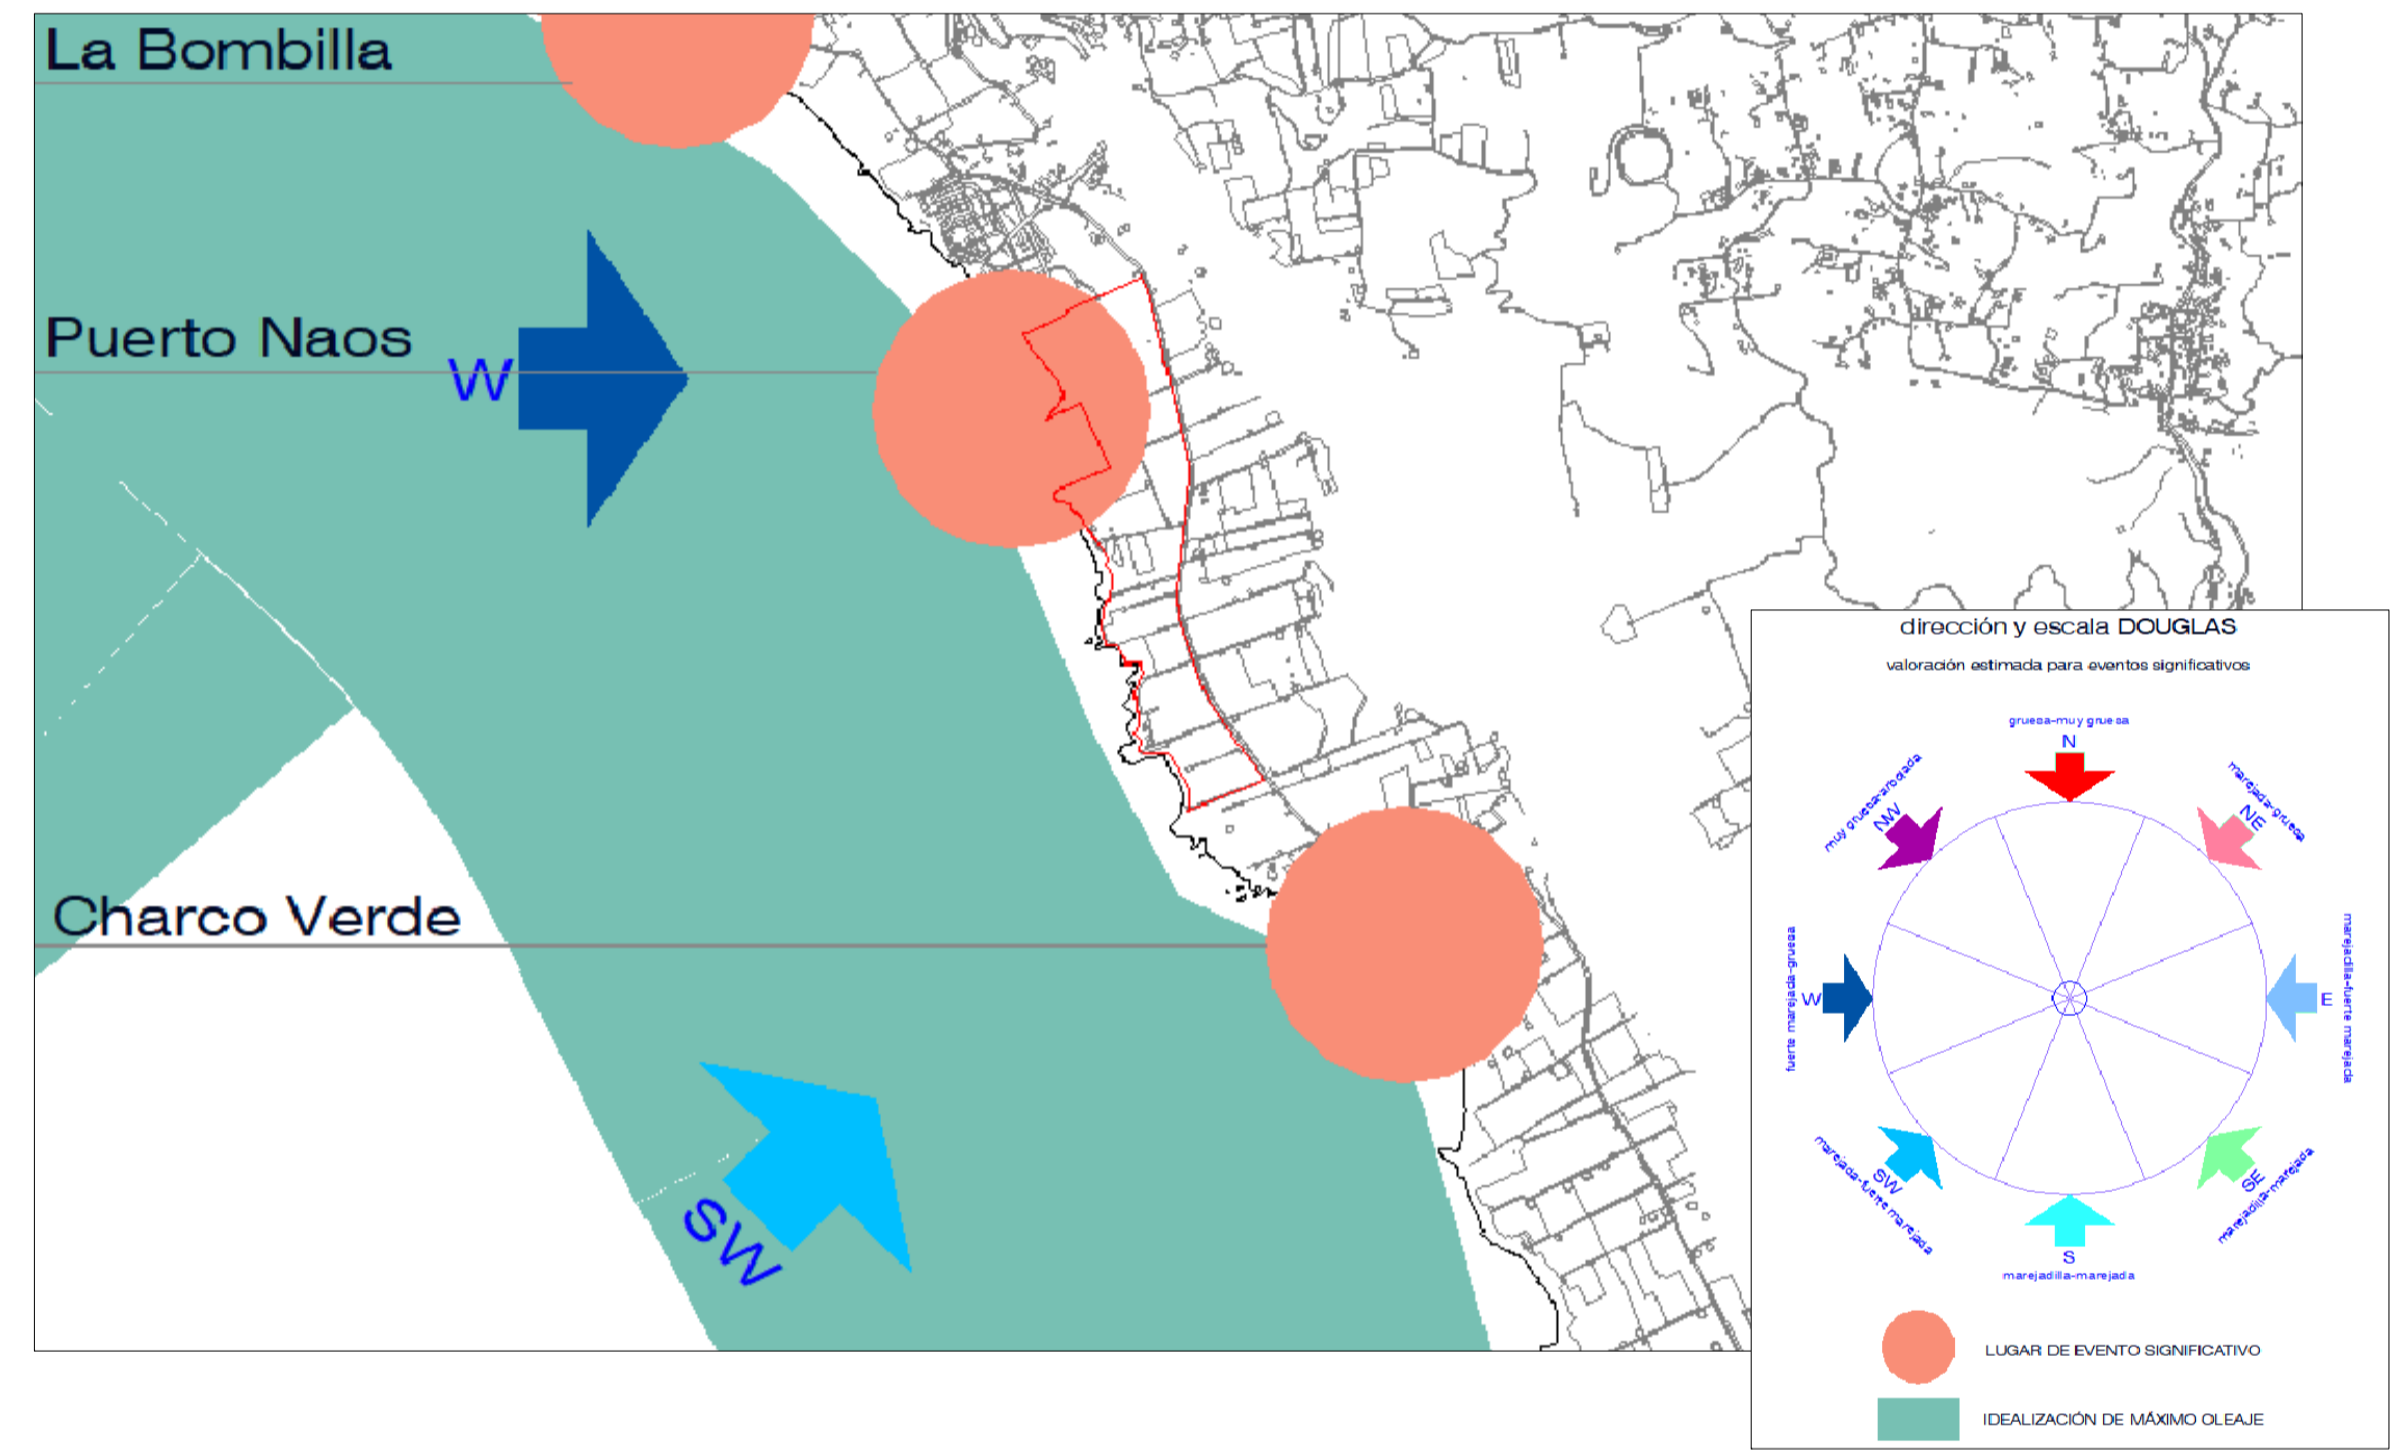 La Bombilla
Puerto Naos
W
Charco Verde
SW
dirección y escala DOUGLAS
valoración estimada para eventos significativos
gruesa-muy gruesa
N
muy gruesa-arbolada
NW
marejada-gruesa
NE
fuerte marejada-gruesa
W
E
marejadilla-fuerte marejada
SW
marejada-fuerte marejada
SE
marejadilla-marejada
S
marejadilla-marejada
LUGAR DE EVENTO SIGNIFICATIVO
IDEALIZACIÓN DE MÁXIMO OLEAJE